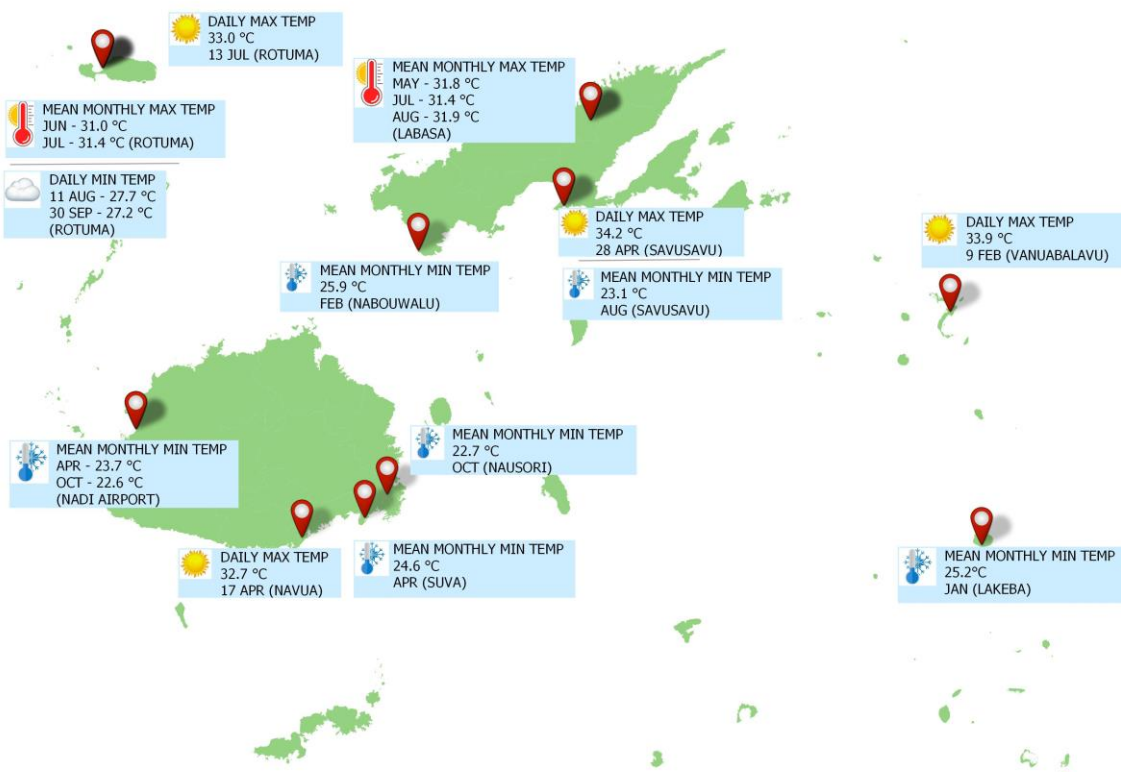 DAILY MAX TEMP
33.0 °C
13 JUL (ROTUMA)
MEAN MONTHLY MAX TEMP
JUN - 31.0 °C
JUL - 31.4 °C (ROTUMA)
DAILY MIN TEMP
11 AUG - 27.7 °C
30 SEP - 27.2 °C
(ROTUMA)
MEAN MONTHLY MAX TEMP
MAY - 31.8 °C
JUL - 31.4 °C
AUG - 31.9 °C
(LABASA)
DAILY MAX TEMP
34.2 °C
28 APR (SAVUSAVU)
MEAN MONTHLY MIN TEMP
23.1 °C
AUG (SAVUSAVU)
MEAN MONTHLY MIN TEMP
25.9 °C
FEB (NABOUWALU)
DAILY MAX TEMP
33.9 °C
9 FEB (VANUABALAVU)
MEAN MONTHLY MIN TEMP
APR - 23.7 °C
OCT - 22.6 °C
(NADI AIRPORT)
MEAN MONTHLY MIN TEMP
22.7 °C
OCT (NAUSORI)
DAILY MAX TEMP
32.7 °C
17 APR (NAVUA)
MEAN MONTHLY MIN TEMP
24.6 °C
APR (SUVA)
MEAN MONTHLY MIN TEMP
25.2°C
JAN (LAKEBA)